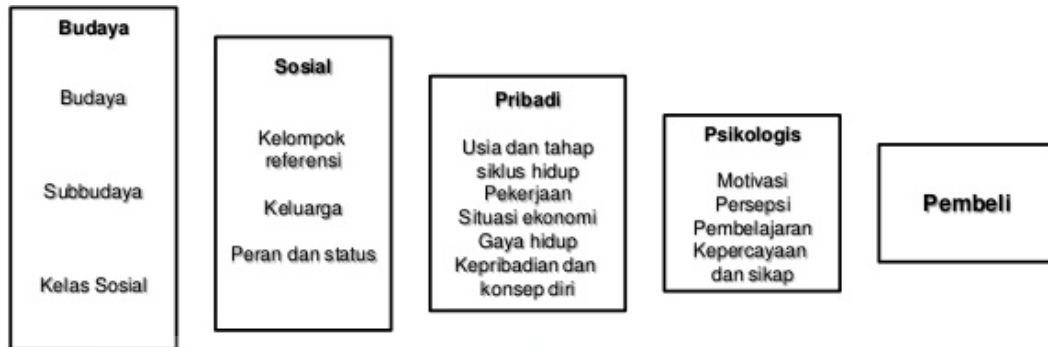 Budaya
Budaya
Subbudaya
Kelas Sosial
Sosial
Kelompok
referensi
Keluarga
Peran dan status
Pribadi
Usia dan tahap
siklus hidup
Pekerjaan
Situasi ekonomi
Gaya hidup
Kepribadian dan
konsep diri
Psikologis
Motivasi
Persepsi
Pembelajaran
Kepercayaan
dan sikap
Pembeli